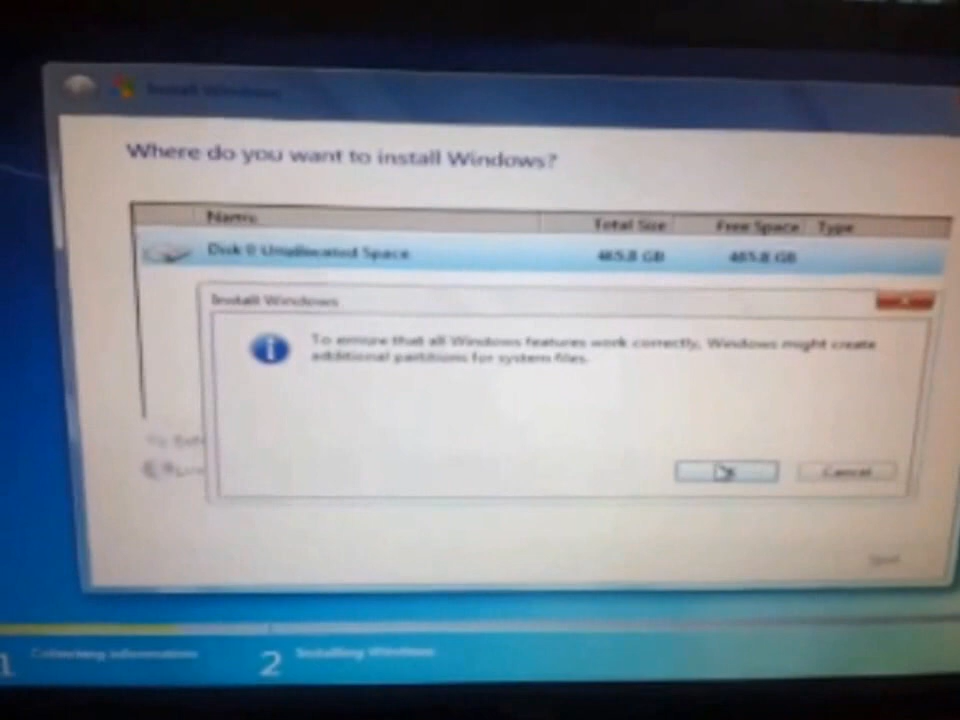 Install Windows
Where do you want to install Windows?
Name Total Size Free Space Type
Disk 0 Unallocated Space 465.8 GB 465.8 GB
Install Windows
To ensure that all Windows features work correctly, Windows might create
additional partitions for system files.
Cancel
1 Collecting information 2 Installing Windows